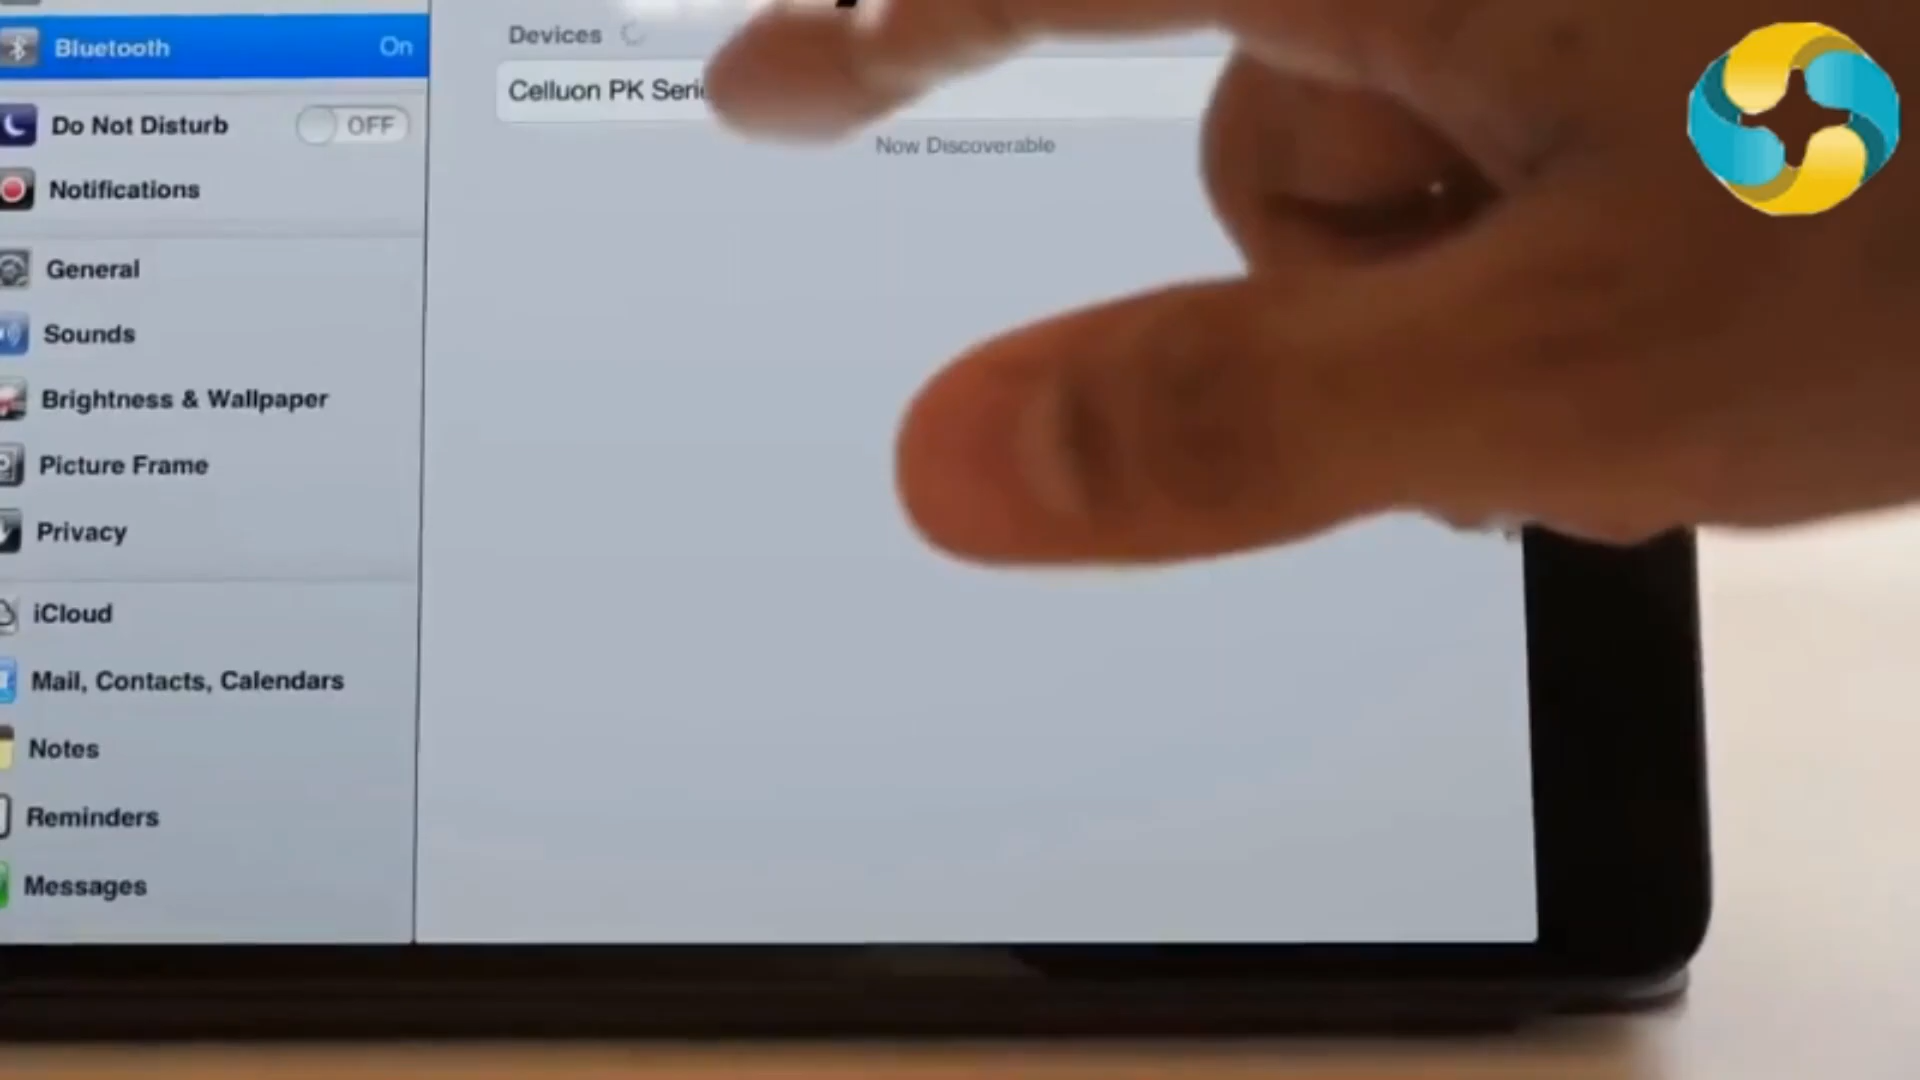 Bluetooth On
Do Not Disturb OFF
Notifications
General
Sounds
Brightness & Wallpaper
Picture Frame
Privacy
iCloud
Mail, Contacts, Calendars
Notes
Reminders
Messages
Devices
Celluon PK
Now Discoverable